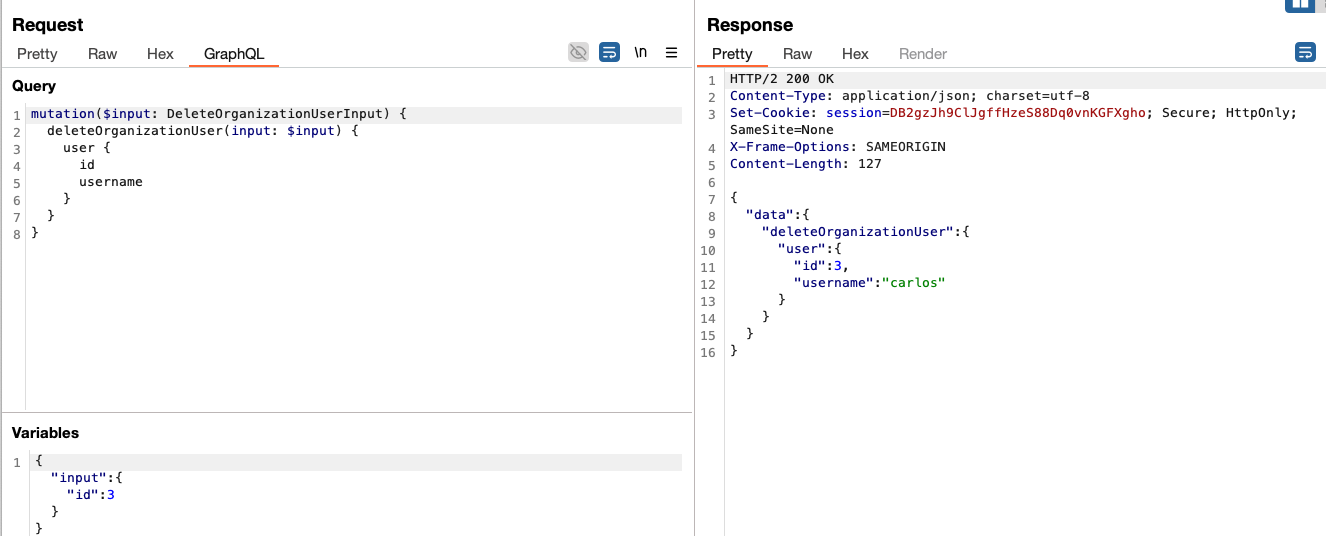 Request
Pretty Raw Hex GraphQL \n
Query
1 mutation($input: DeleteOrganizationUserInput) {
2 deleteOrganizationUser(input: $input) {
3 user {
4 id
5 username
6 }
7 }
8 }
Variables
1 {
"input":{
"id":3
}
}
Response
Pretty Raw Hex Render
1 HTTP/2 200 OK
2 Content-Type: application/json; charset=utf-8
3 Set-Cookie: session=DB2gzJh9ClJgffHzeS88Dq0vnKGFXgho; Secure; HttpOnly;
SameSite=None
4 X-Frame-Options: SAMEORIGIN
5 Content-Length: 127
6
7 {
8 "data":{
9 "deleteOrganizationUser":{
10 "user":{
11 "id":3,
12 "username":"carlos"
13 }
14 }
15 }
16 }